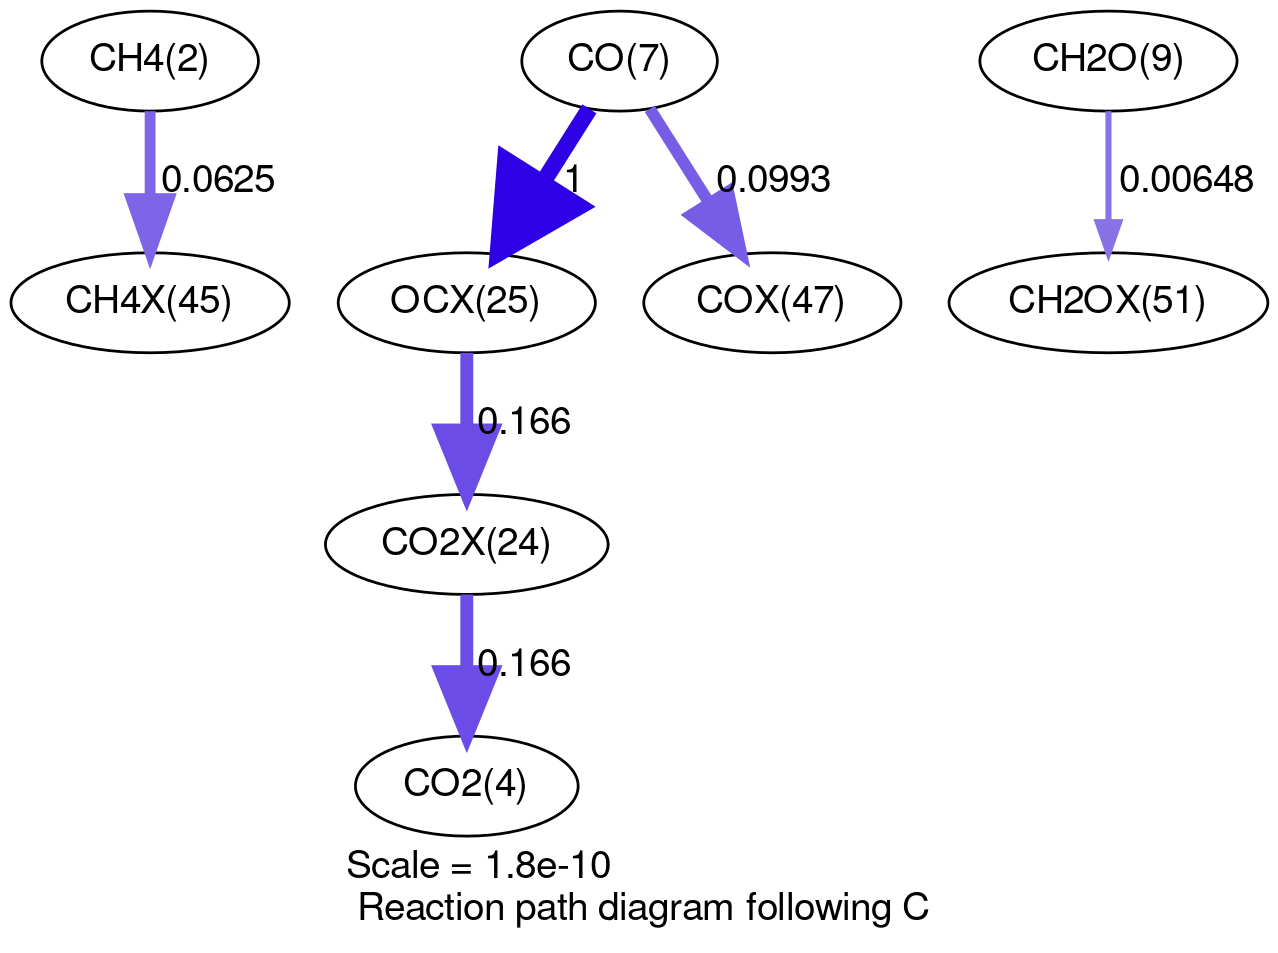 CH4(2)
CO(7)
CH2O(9)
0.0625
1
0.0993
0.00648
CH4X(45)
OCX(25)
COX(47)
CH2OX(51)
0.166
CO2X(24)
0.166
CO2(4)
Scale = 1.8e-10
Reaction path diagram following C